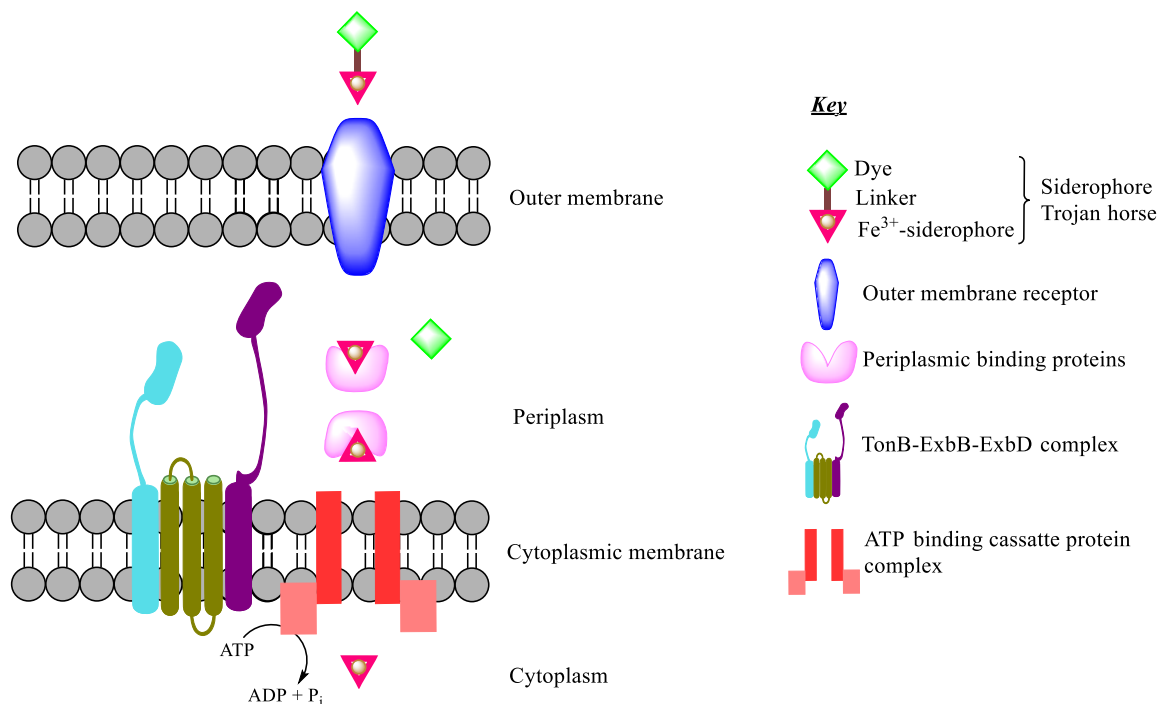 Outer membrane
Periplasm
Cytoplasmic membrane
ATP
ADP + Pi
Cytoplasm
Key
Dye
Linker
Fe3+-siderophore
Siderophore
Trojan horse
Outer membrane receptor
Periplasmic binding proteins
TonB-ExbB-ExbD complex
ATP binding cassatte protein
complex